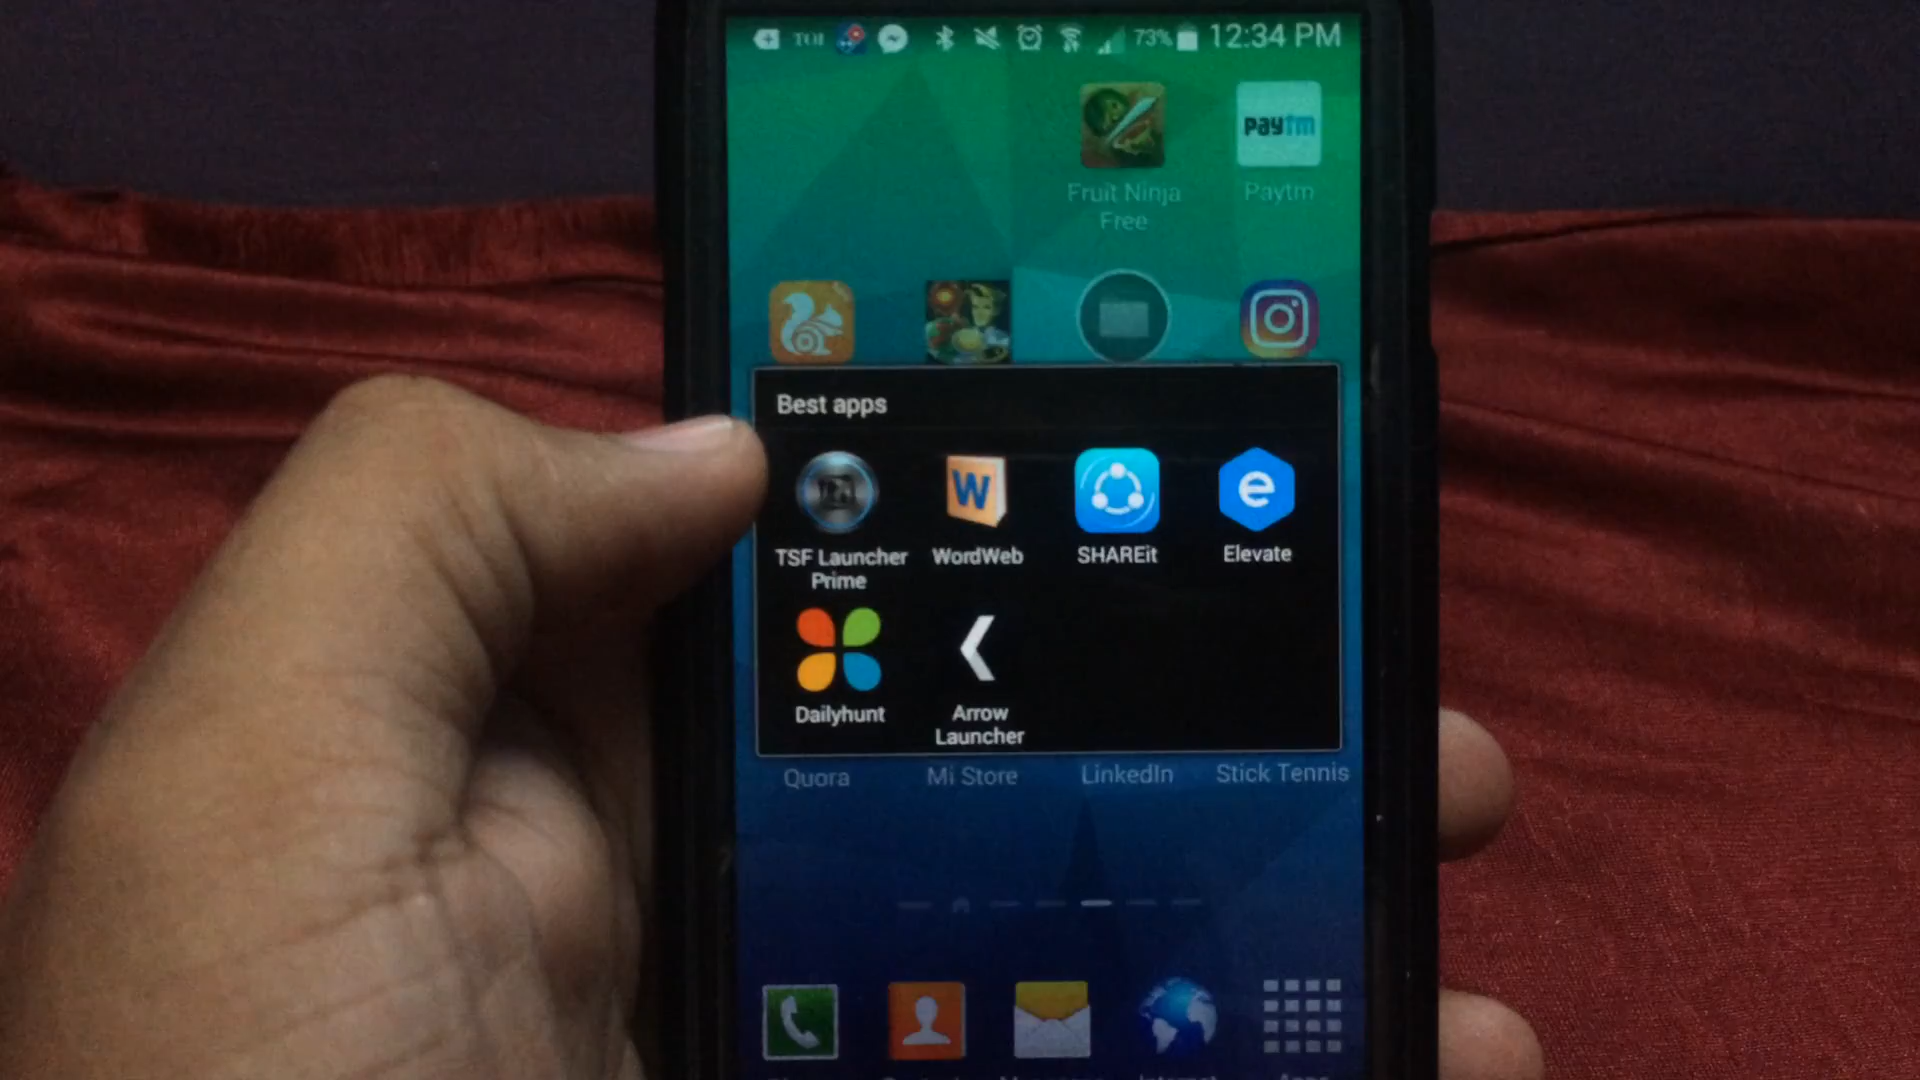 TOI 73% 12:34 PM
paytm
Fruit Ninja
Free
Paytm
Best apps
W
e
TSF Launcher
Prime
WordWeb
SHAREit
Elevate
Dailyhunt
Arrow
Launcher
Quora
Mi Store
LinkedIn
Stick Tennis